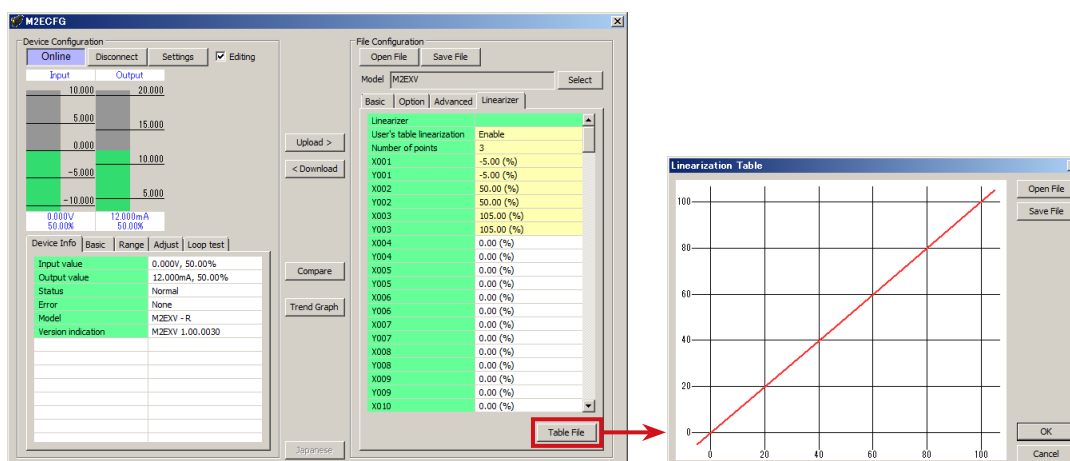 M2ECFG
Device Configuration
Online Disconnect Settings Editing
Input Output
10.000 20.000
5.000 15.000
0.000 10.000
-5.000 5.000
-10.000
0.000V 12.000mA
50.00% 50.00%
Device Info Basic Range Adjust Loop test
Input value 0.000V, 50.00%
Output value 12.000mA, 50.00%
Status Normal
Error None
Model M2EXV - R
Version indication M2EXV 1.00.0030
Upload >
< Download
Compare
Trend Graph
Japanese
File Configuration
Open File Save File
Model M2EXV Select
Basic Option Advanced Linearizer
Linearizer
User's table linearization Enable
Number of points 3
X001 -5.00 (%)
Y001 -5.00 (%)
X002 50.00 (%)
Y002 50.00 (%)
X003 105.00 (%)
Y003 105.00 (%)
X004 0.00 (%)
Y004 0.00 (%)
X005 0.00 (%)
Y005 0.00 (%)
X006 0.00 (%)
Y006 0.00 (%)
X007 0.00 (%)
Y007 0.00 (%)
X008 0.00 (%)
Y008 0.00 (%)
X009 0.00 (%)
Y009 0.00 (%)
X010 0.00 (%)
Table File
Linearization Table
100
80
60
40
20
0
0 20 40 60 80 100
Open File
Save File
OK
Cancel